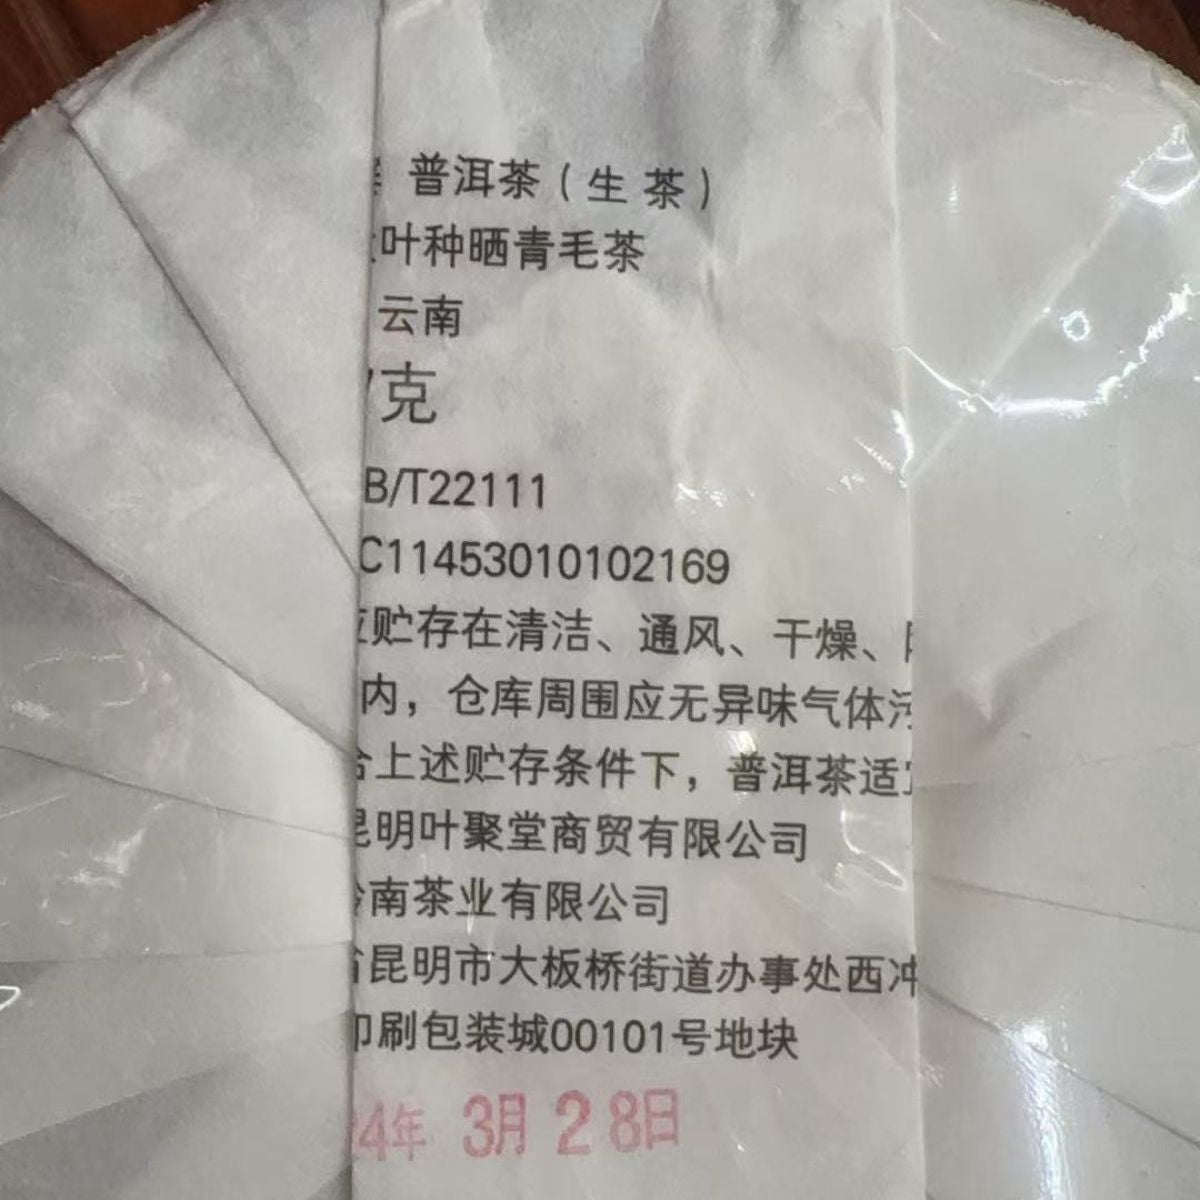 普洱茶（生 茶）
叶种晒青毛茶
云南
克
B/T22111
C11453010102169
贮存在清洁、通风、干燥、
内，仓库周围应无异味气体污
上述贮存条件下，普洱茶适
昆明叶聚堂商贸有限公司
南茶业有限公司
昆明市大板桥街道办事处西冲
印刷包装城00101号地块
4年 3月 2 8日